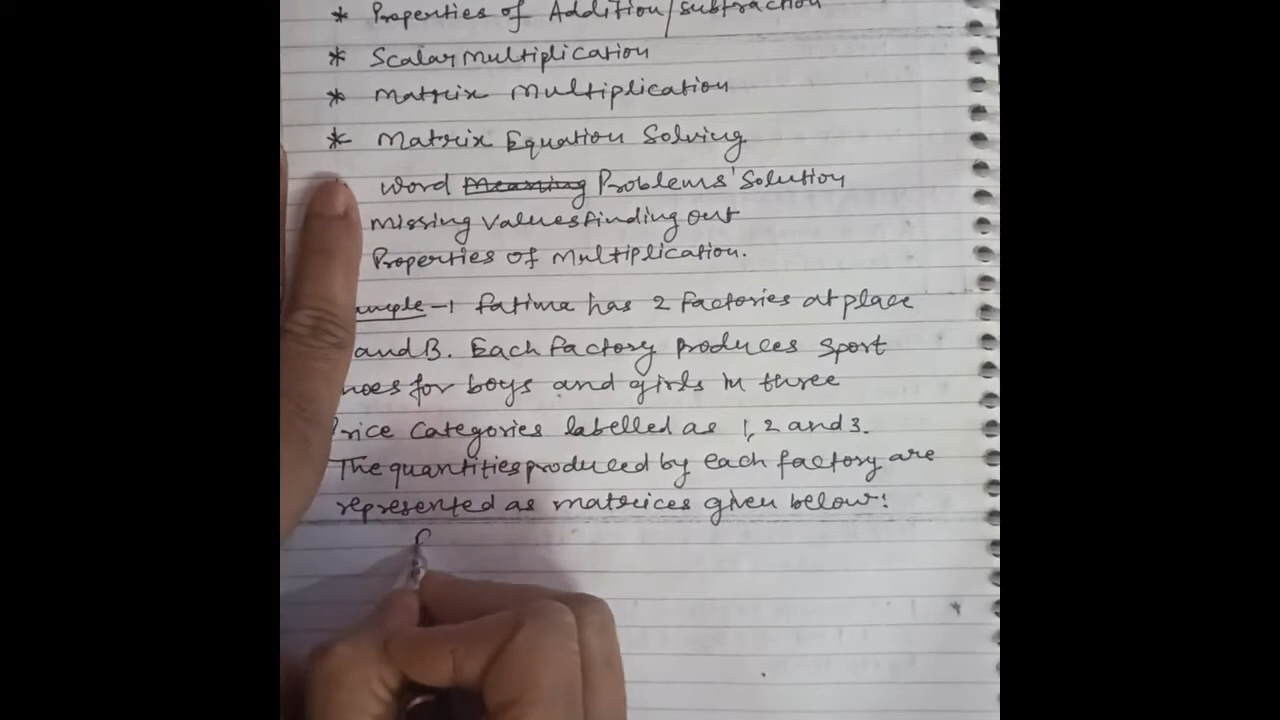 * Properties of Addition/Subtraction
* Scalar multiplication
* Matrix Multiplication
* Matrix Equation Solving
Word Meaning Problems' Solution
Missing Values finding out
Properties of Multiplication.
ample-1 Fatima has 2 factories at place
and B. Each factory produces sport
hoes for boys and girls in three
Price Categories labelled as 1, 2 and 3.
The quantities produced by each factory are
represented as matrices given below: